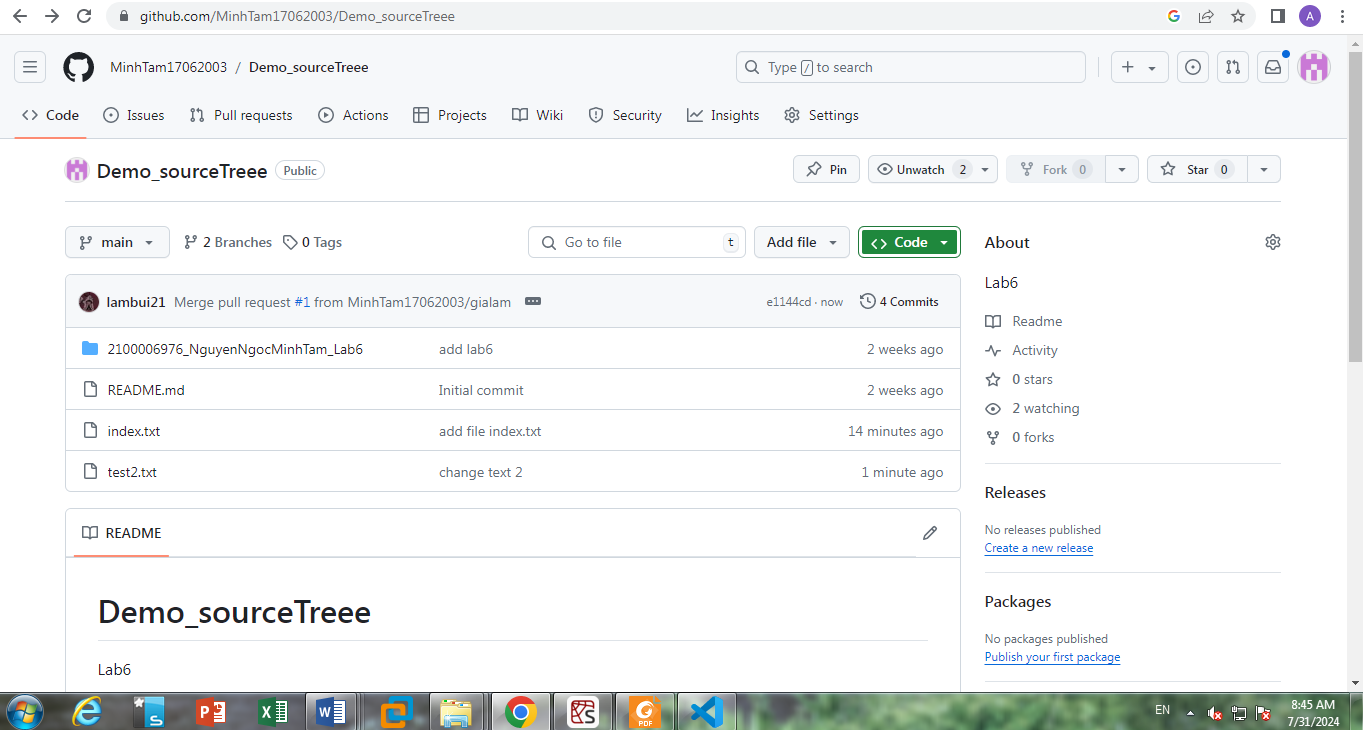 github.com/MinhTam17062003/Demo_sourceTreee
A
MinhTam17062003 / Demo_sourceTreee
Type / to search
Code Issues Pull requests Actions Projects Wiki Security Insights Settings
Demo_sourceTreee Public
Pin Unwatch 2 Fork 0 Star 0
main 2 Branches 0 Tags Go to file t Add file Code
About
Lab6
lambui21 Merge pull request #1 from MinhTam17062003/gialam e1144cd · now 4 Commits
2100006976_NguyenNgocMinhTam_Lab6 add lab6 2 weeks ago
README.md Initial commit 2 weeks ago
index.txt add file index.txt 14 minutes ago
test2.txt change text 2 1 minute ago
Readme
Activity
0 stars
2 watching
0 forks
Releases
No releases published
Create a new release
Packages
No packages published
Publish your first package
README
Demo_sourceTreee
Lab6
EN
8:45 AM
7/31/2024
S
P
X
W
PDF